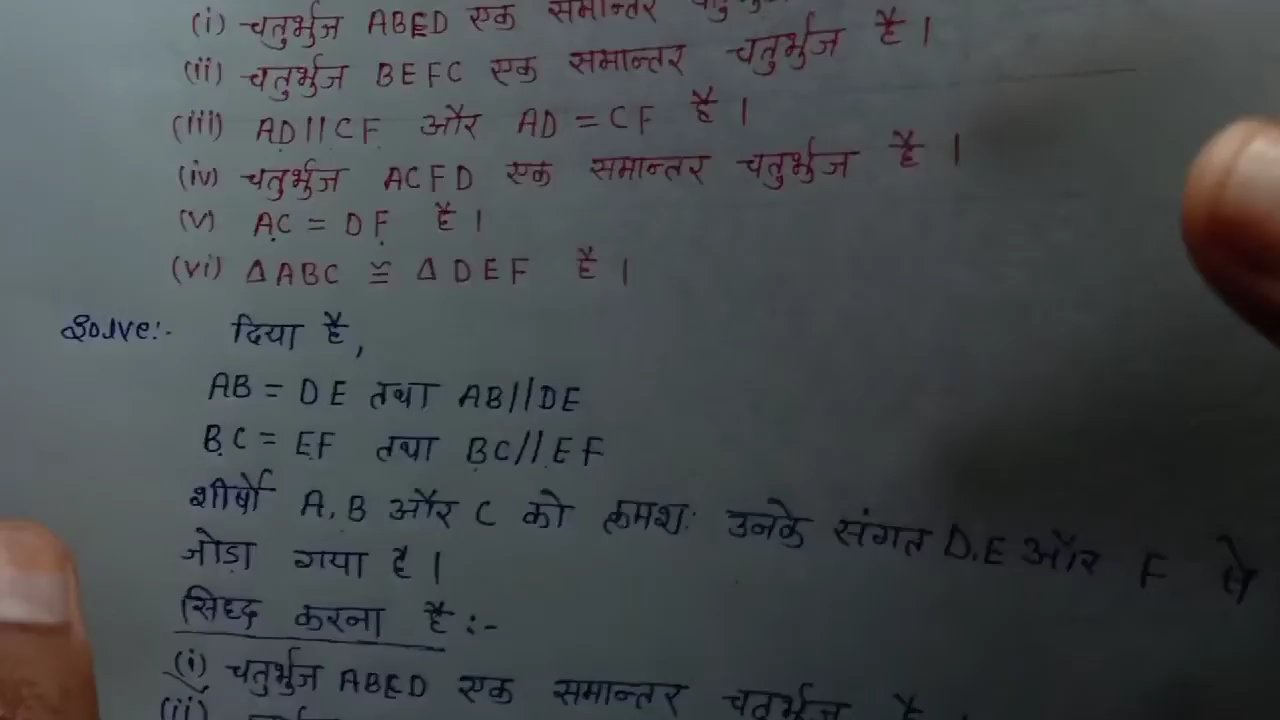 (i) चतुर्भुज ABED एक समान्तर
(ii) चतुर्भुज BEFC एक समान्तर चतुर्भुज है।
(iii) AD||CF और AD = CF है।
(iv) चतुर्भुज ACFD एक समान्तर चतुर्भुज है।
(v) AC = DF है।
(vi) ΔABC ≅ ΔDEF है।
Solve:- दिया है,
AB = DE तथा AB||DE
BC = EF तथा BC||EF
शीर्षो A, B और C को क्रमश: उनके संगत D, E और F से
जोड़ा गया है।
सिध्द करना है:-
(i) चतुर्भुज ABED एक समान्तर चतुर्भुज है
(ii)